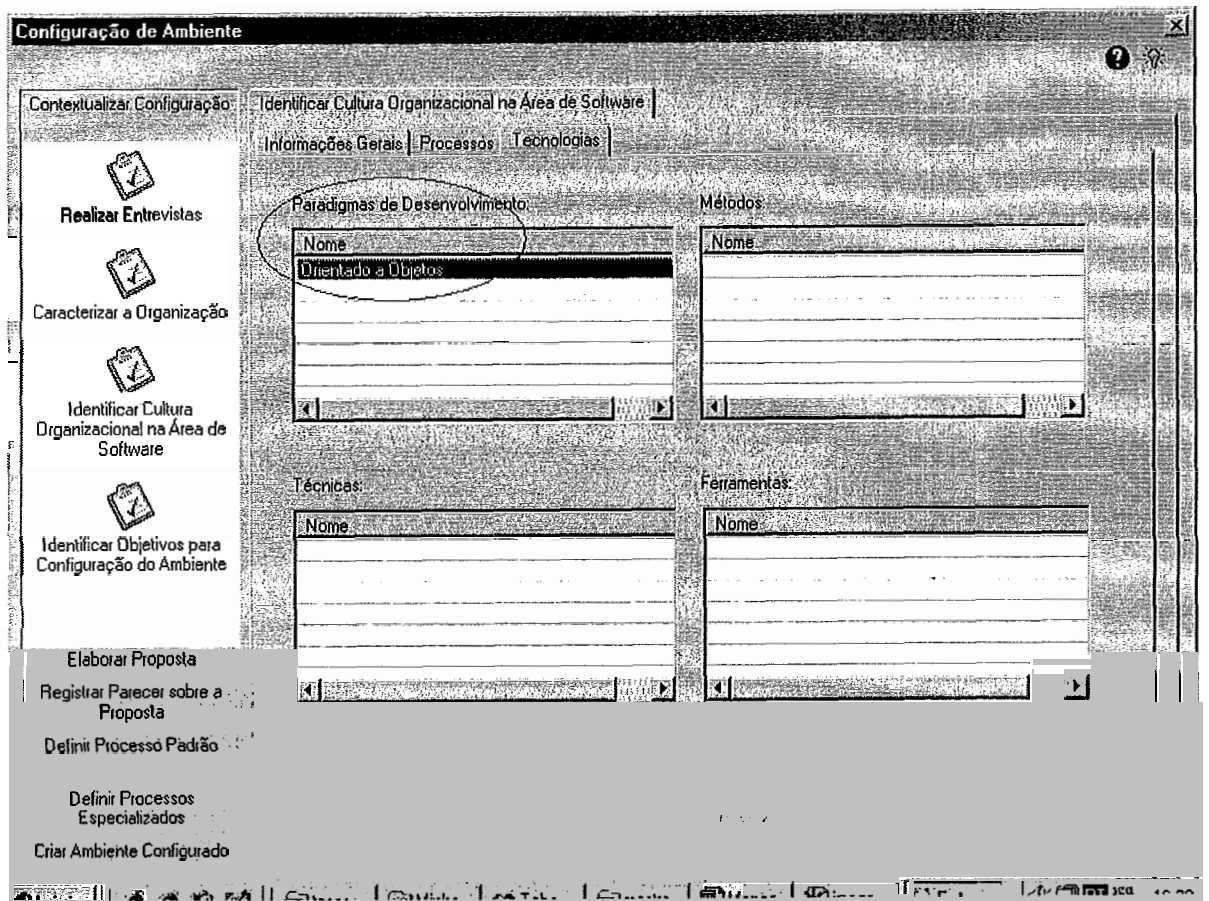 Configuração de Ambiente
Contextualizar Configuração
Realizar Entrevistas
Caracterizar a Organização
Identificar Cultura
Organizacional na Área de
Software
Identificar Objetivos para
Configuração do Ambiente
Elaborar Proposta
Registrar Parecer sobre a
Proposta
Definir Processo Padrão
Definir Processos
Especializados
Criar Ambiente Configurado
Identificar Cultura Organizacional na Área de Software
Informações Gerais Processos Tecnologias
Paradigmas de Desenvolvimento:
Nome
Orientado a Objetos
Métodos
Nome
Técnicas:
Nome
Ferramentas:
Nome